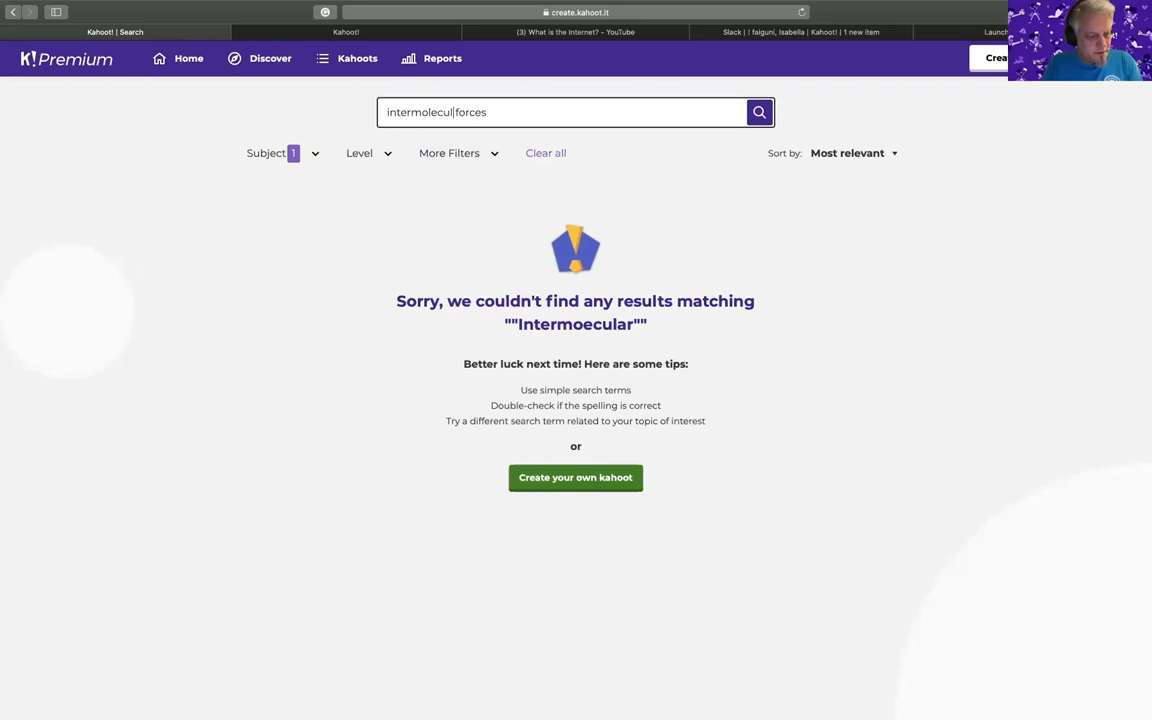 create.kahoot.it
Kahoot! | Search
Kahoot!
(3) What is the Internet? - YouTube
Slack | faiguni, Isabella | Kahoot! | 1 new item
K!Premium
Home
Discover
Kahoots
Reports
intermolecul forces
Subject 1
Level
More Filters
Clear all
Sort by: Most relevant
Sorry, we couldn't find any results matching
""Intermoecular""
Better luck next time! Here are some tips:
Use simple search terms
Double-check if the spelling is correct
Try a different search term related to your topic of interest
or
Create your own kahoot